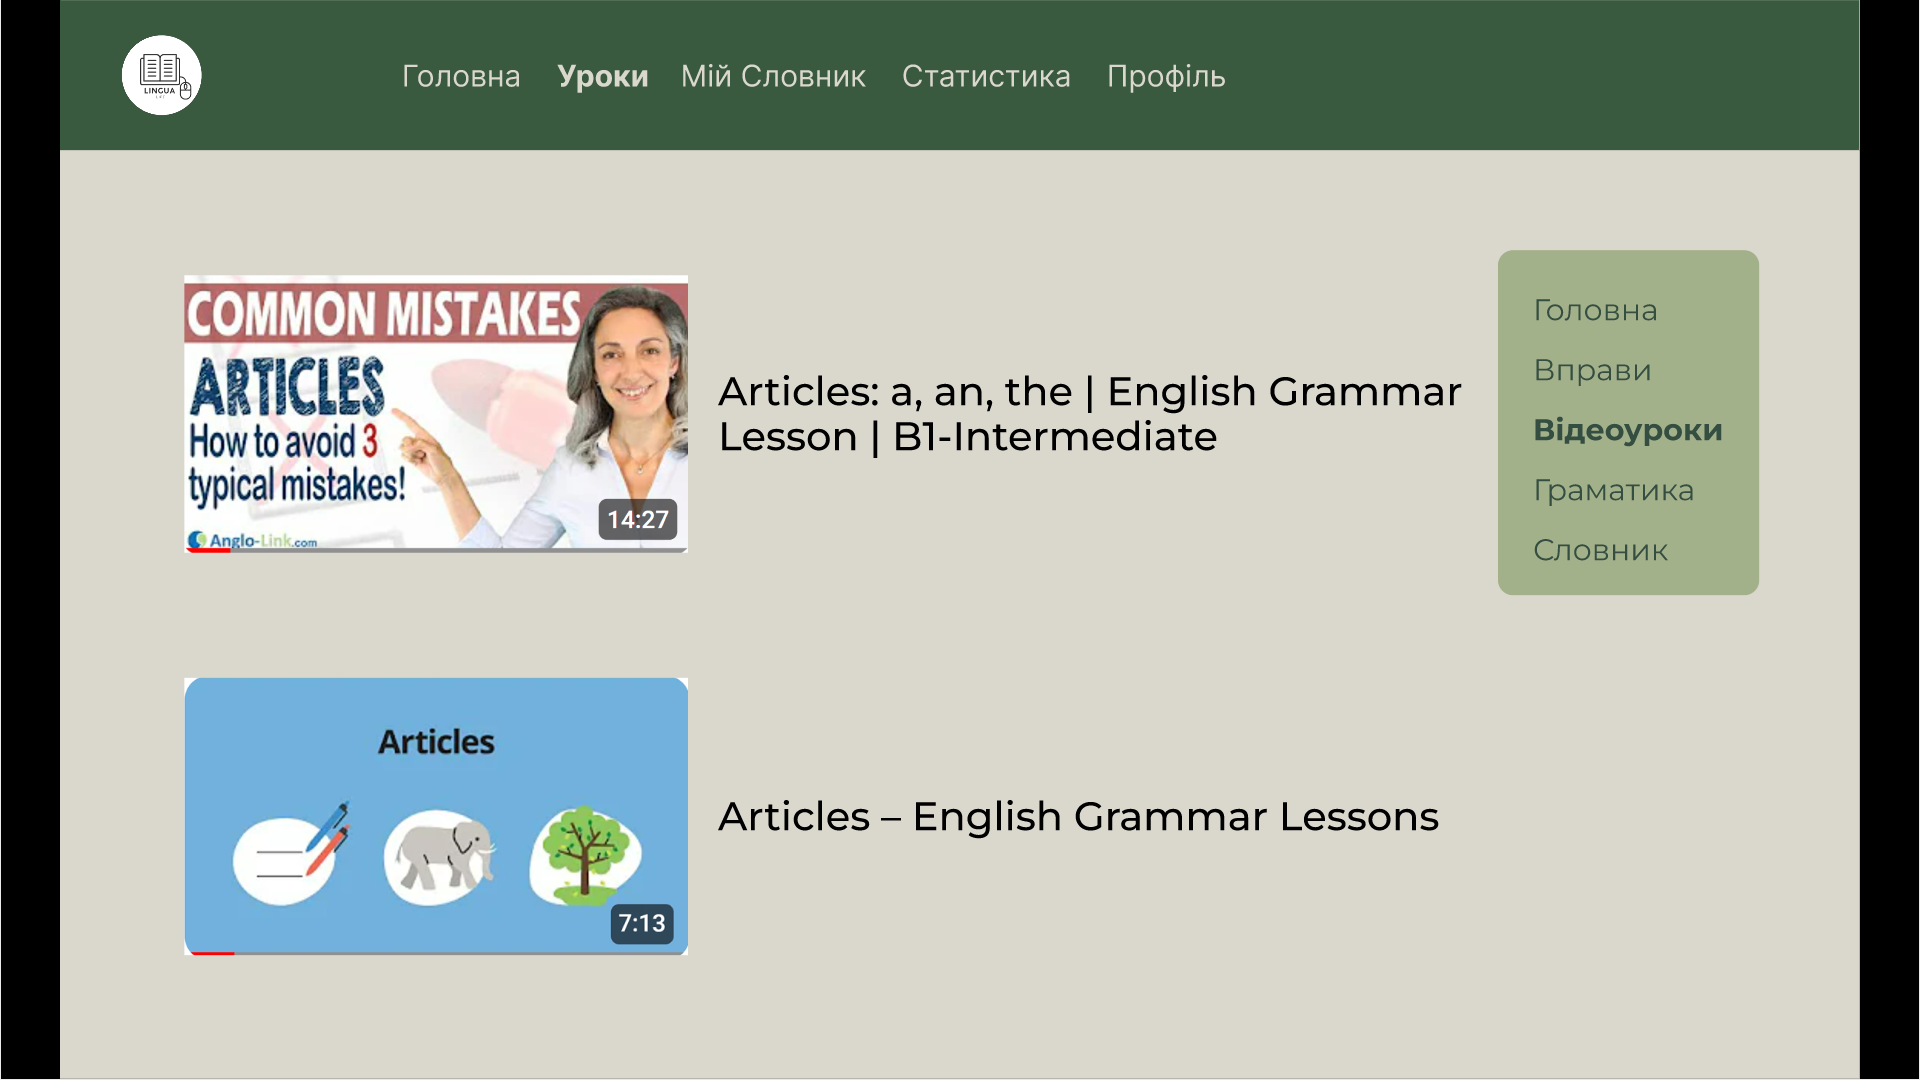 LINGUA
LIFE
Головна Уроки Мій Словник Статистика Профіль
COMMON MISTAKES
ARTICLES
How to avoid 3
typical mistakes!
Anglo-Link.com
14:27
Articles: a, an, the | English Grammar
Lesson | B1-Intermediate
Головна
Вправи
Відеоуроки
Граматика
Словник
Articles
7:13
Articles – English Grammar Lessons